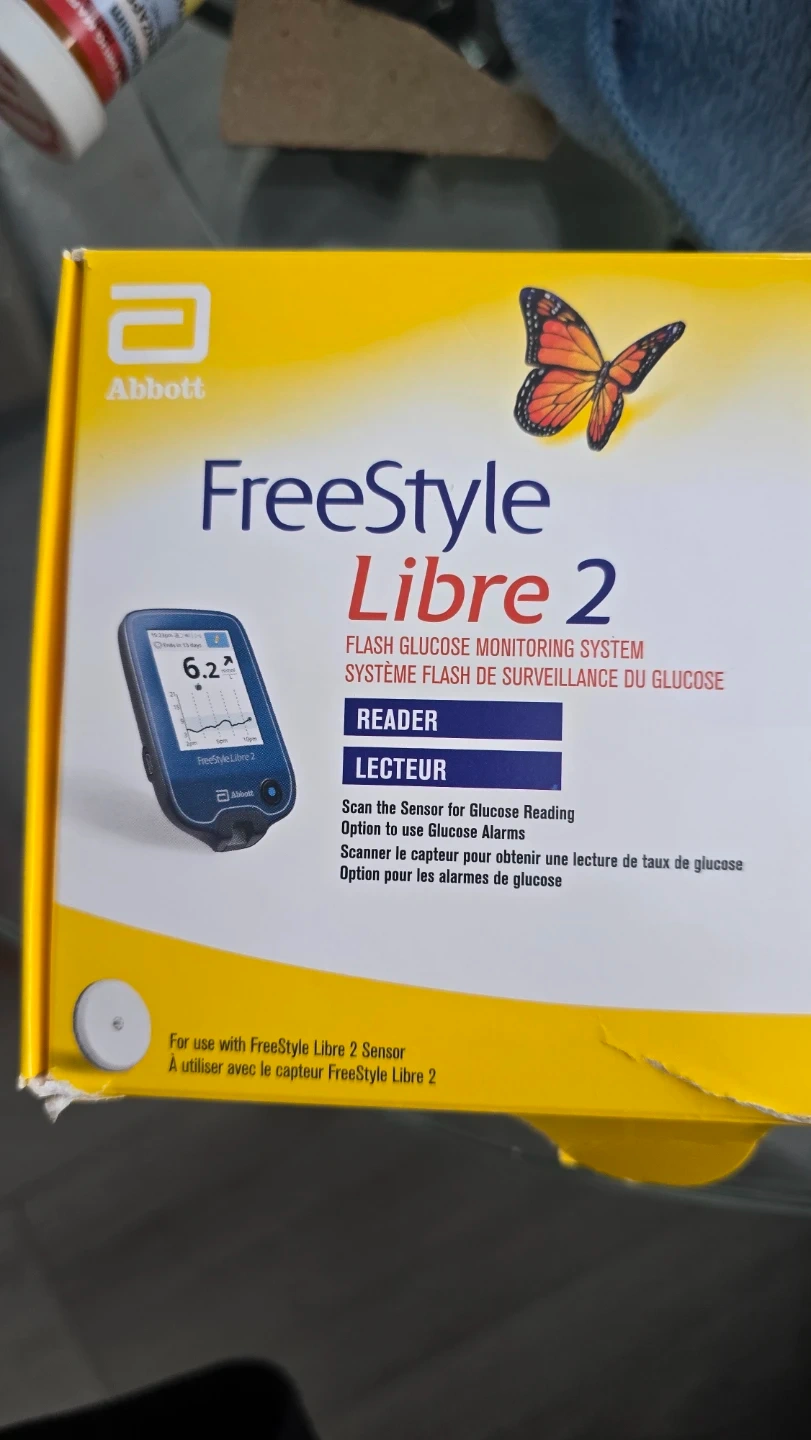 Abbott
FreeStyle
Libre 2
FLASH GLUCOSE MONITORING SYSTEM
SYSTÈME FLASH DE SURVEILLANCE DU GLUCOSE
READER
LECTEUR
Scan the Sensor for Glucose Reading
Option to use Glucose Alarms
Scanner le capteur pour obtenir une lecture de taux de glucose
Option pour les alarmes de glucose
6.2
2pm 6pm 10pm
FreeStyle Libre 2
Abbott
For use with FreeStyle Libre 2 Sensor
À utiliser avec le capteur FreeStyle Libre 2